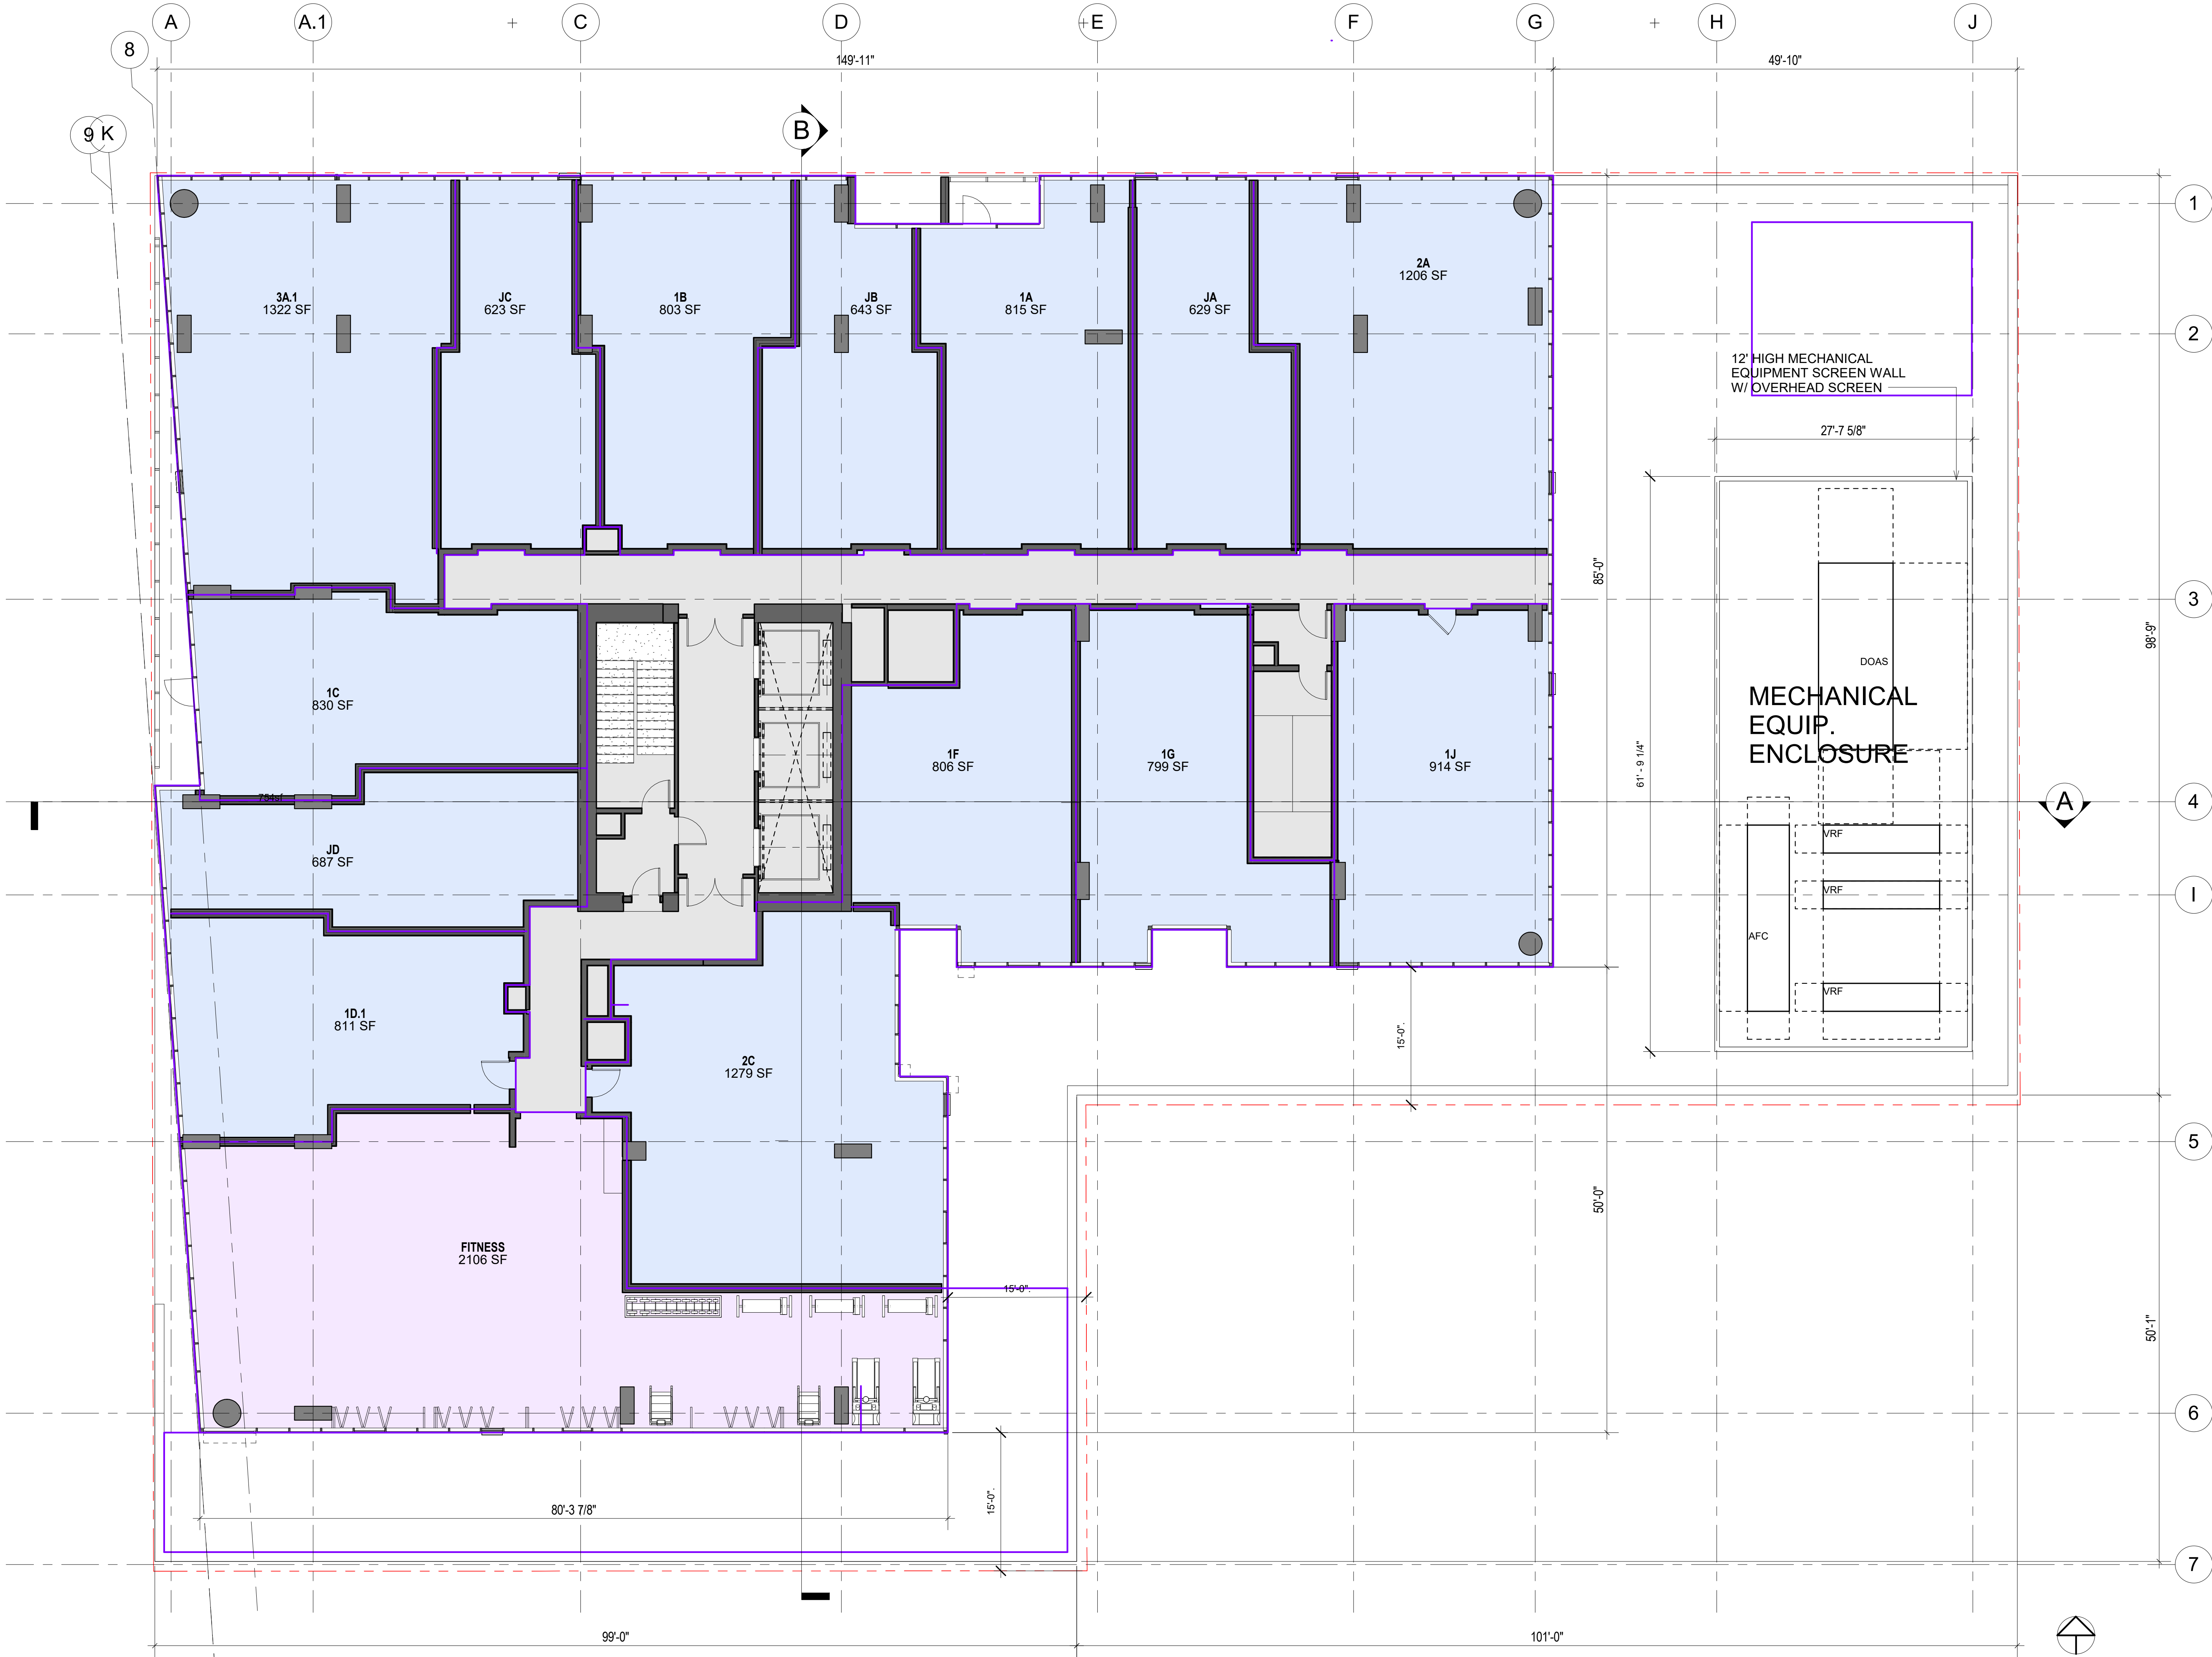 A
A.1
C
D
E
F
G
H
J
8
149'-11"
49'-10"
9
K
B
1
3A.1
1322 SF
JC
623 SF
1B
803 SF
JB
643 SF
1A
815 SF
JA
629 SF
2A
1206 SF
2
12' HIGH MECHANICAL
EQUIPMENT SCREEN WALL
W/ OVERHEAD SCREEN
27'-7 5/8"
85'-0"
3
98'-9"
DOAS
MECHANICAL
EQUIP.
ENCLOSURE
1C
830 SF
1F
806 SF
1G
799 SF
1J
914 SF
61' - 9 1/4"
754sf
4
A
VRF
JD
687 SF
VRF
I
AFC
VRF
1D.1
811 SF
15'-0".
2C
1279 SF
5
50'-0"
FITNESS
2106 SF
15'-0".
50'-1"
6
15'-0".
80'-3 7/8"
7
99'-0"
101'-0"